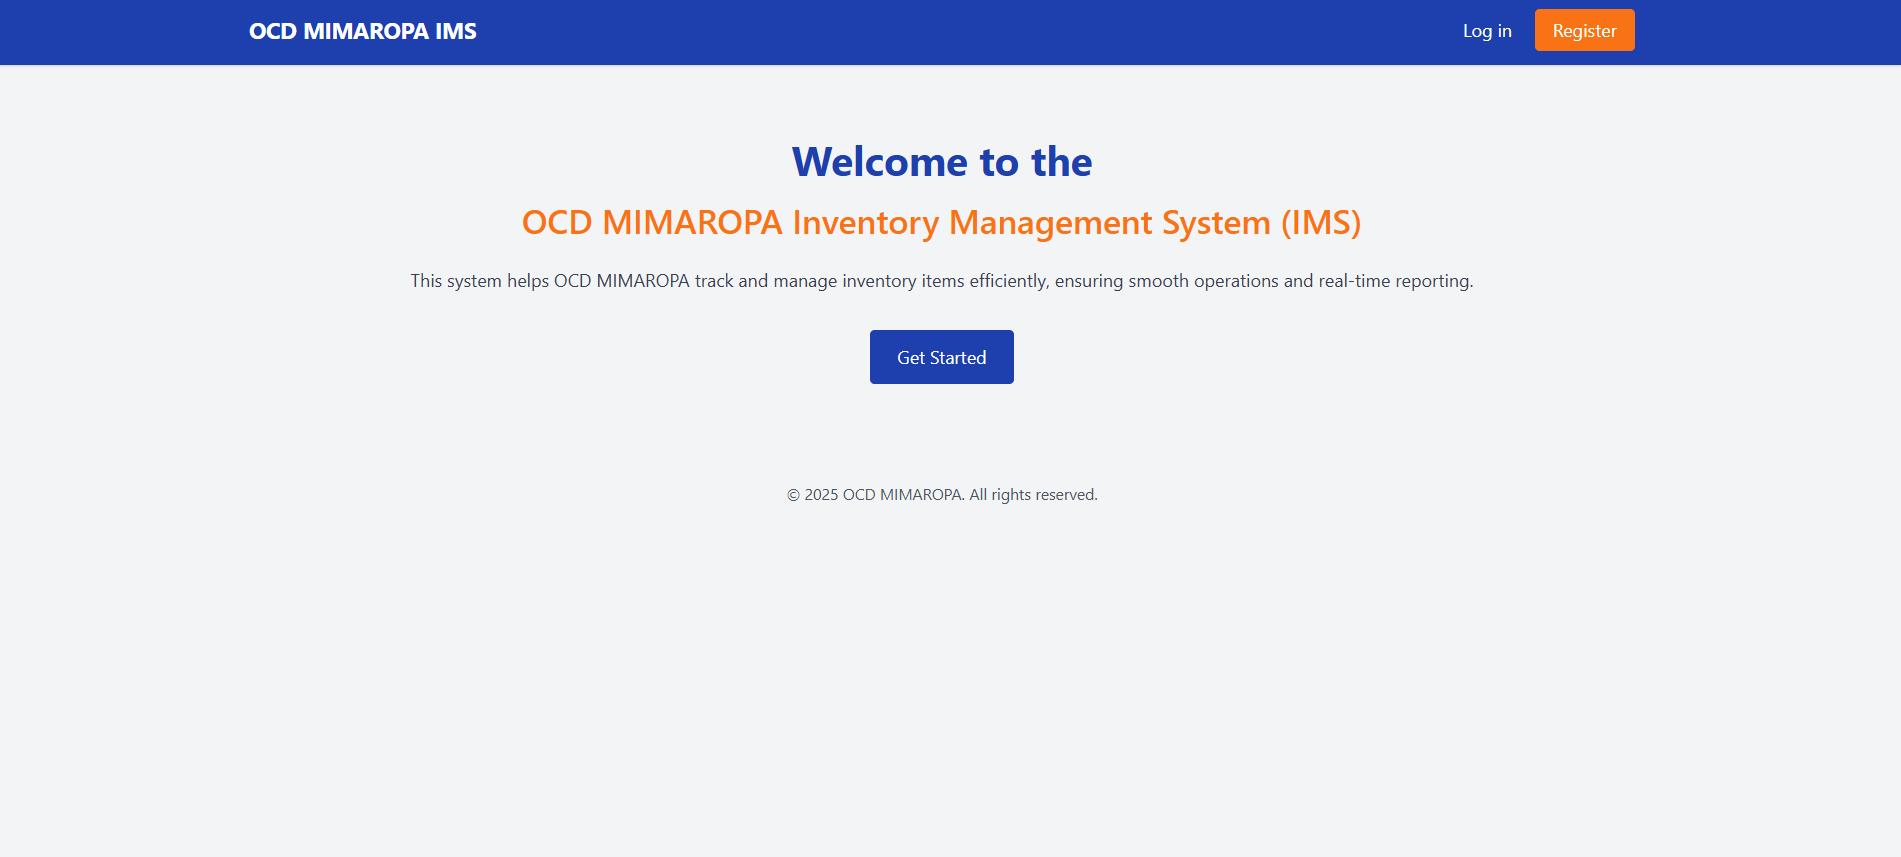 OCD MIMAROPA IMS
Log in
Register
Welcome to the
OCD MIMAROPA Inventory Management System (IMS)
This system helps OCD MIMAROPA track and manage inventory items efficiently, ensuring smooth operations and real-time reporting.
Get Started
© 2025 OCD MIMAROPA. All rights reserved.